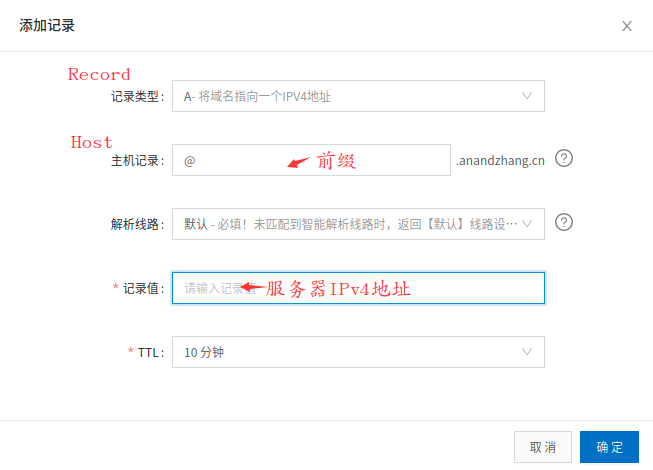 添加记录
Record
记录类型： A- 将域名指向一个IPV4地址
Host
主机记录： @ 前缀 .anandzhang.cn ?
解析线路： 默认 - 必填！未匹配到智能解析线路时，返回【默认】线路设… ?
* 记录值： 请输入记录值 服务器IPv4地址
* TTL： 10 分钟
取 消 确 定